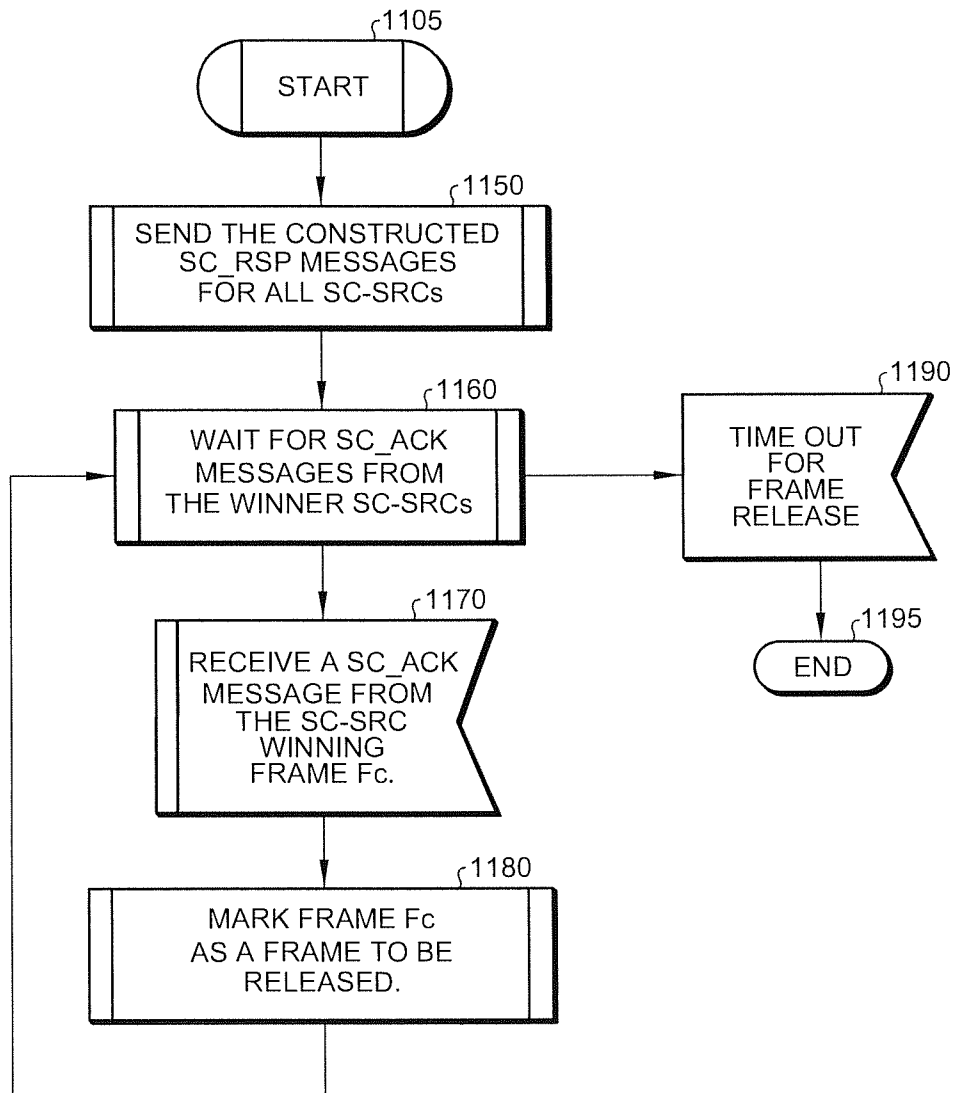 1105
START
1150
SEND THE CONSTRUCTED
SC_RSP MESSAGES
FOR ALL SC-SRCs
1160
WAIT FOR SC_ACK
MESSAGES FROM
THE WINNER SC-SRCs
1190
TIME OUT
FOR
FRAME
RELEASE
1195
END
1170
RECEIVE A SC_ACK
MESSAGE FROM
THE SC-SRC
WINNING
FRAME Fc.
1180
MARK FRAME Fc
AS A FRAME TO BE
RELEASED.